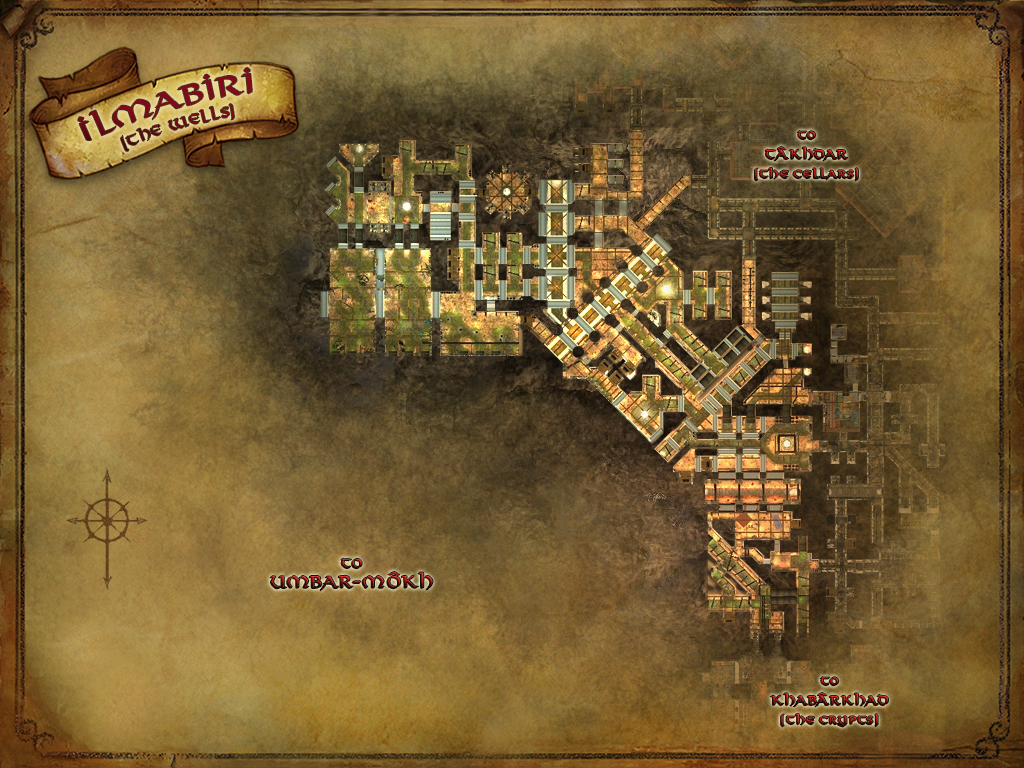 ILMABIRI
(THE WELLS)
TO
TÂKHDAR
(THE CELLARS)
TO
UMBAR-MÔKH
TO
KHABÂRKHAD
(THE CRYPTS)